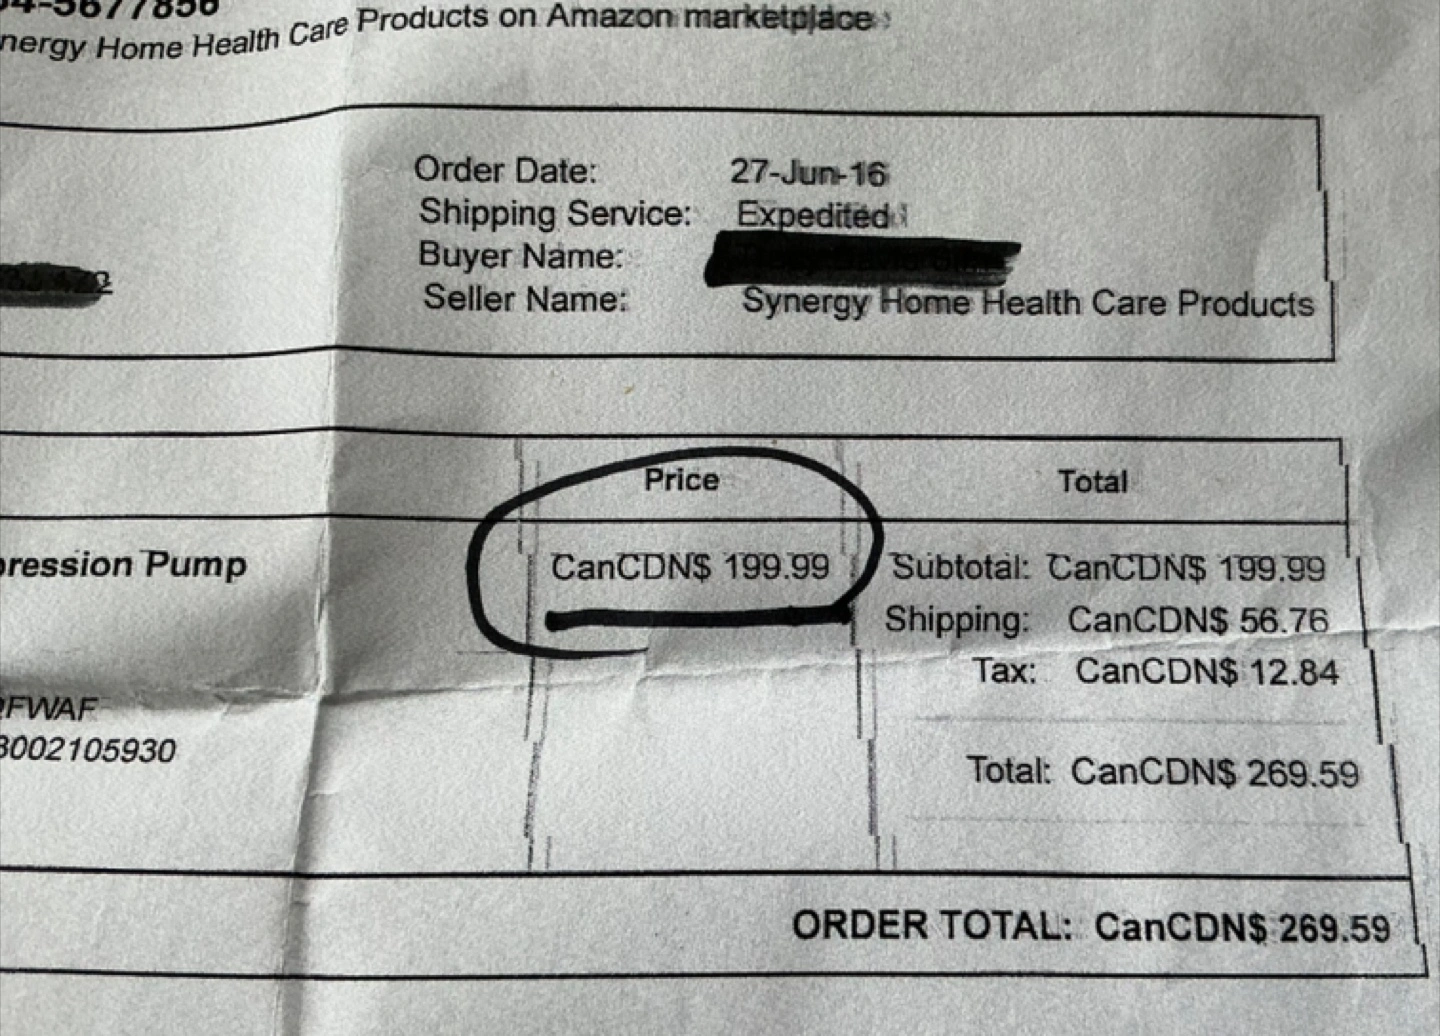 4-5677856
nergy Home Health Care Products on Amazon marketplace
Order Date: 27-Jun-16
Shipping Service: Expedited
Buyer Name:
Seller Name: Synergy Home Health Care Products
Price Total
ression Pump CanCDN$ 199.99 Subtotal: CanCDN$ 199.99
Shipping: CanCDN$ 56.76
Tax: CanCDN$ 12.84
FWAF
3002105930
Total: CanCDN$ 269.59
ORDER TOTAL: CanCDN$ 269.59